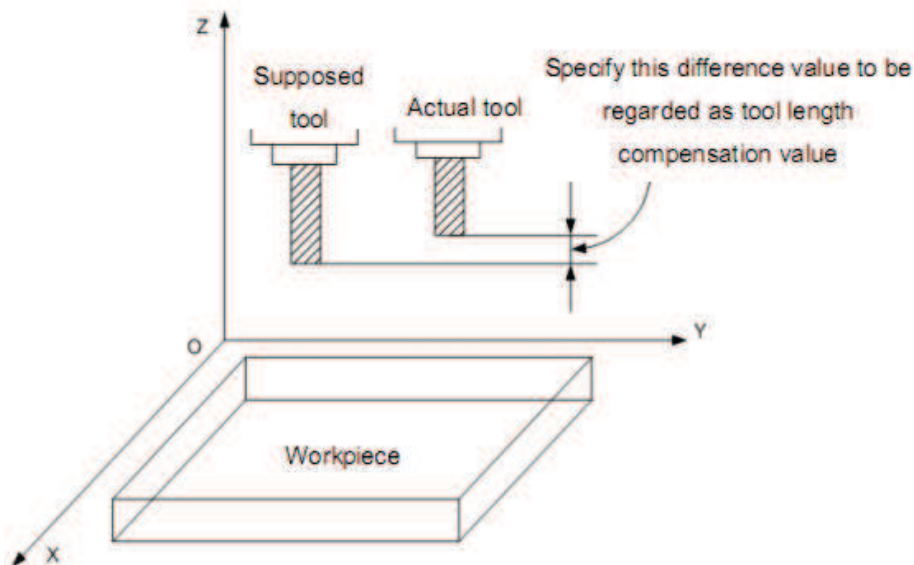 Z
Supposed
tool
Actual tool
Specify this difference value to be
regarded as tool length
compensation value
O
Y
Workpiece
X